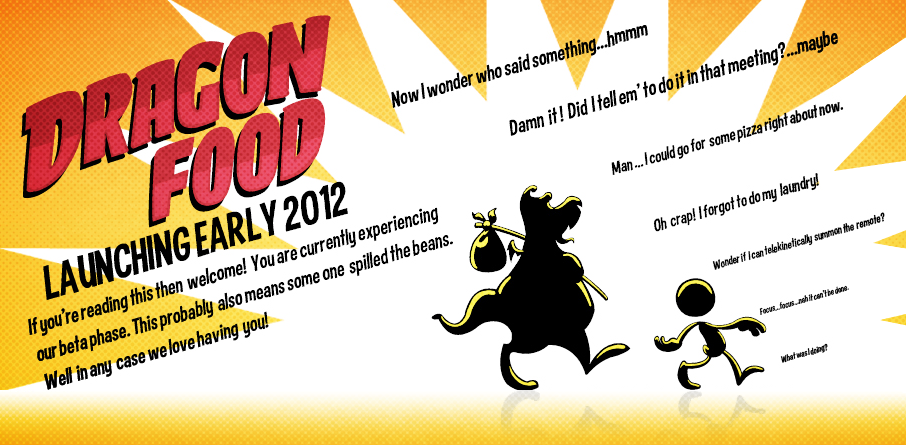 DRAGON
FOOD
LAUNCHING EARLY 2012
If you're reading this then welcome! You are currently experiencing
our beta phase. This probably also means some one spilled the beans.
Well in any case we love having you!
Now I wonder who said something...hmmm
Damn it! Did I tell em' to do it in that meeting?...maybe
Man... I could go for some pizza right about now.
Oh crap! I forgot to do my laundry!
Wonder if I can telekinetically summon the remote?
Focus...focus...nah it can't be done.
What was I doing?